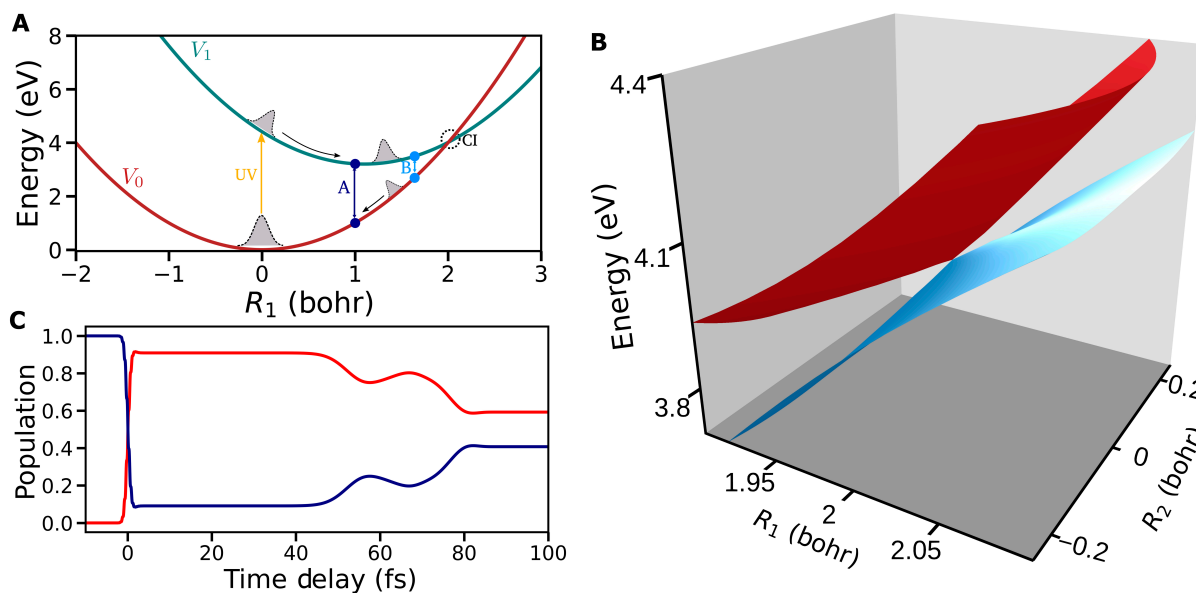 A
Energy (eV)
8
6
4
2
0
V1
V0
UV
A
B
CI
−2
−1
0
1
2
3
R1 (bohr)
B
Energy (eV)
4.4
4.1
3.8
1.95
2
2.05
R1 (bohr)
0.2
0
−0.2
R2 (bohr)
C
Population
1.0
0.8
0.6
0.4
0.2
0.0
0
20
40
60
80
100
Time delay (fs)